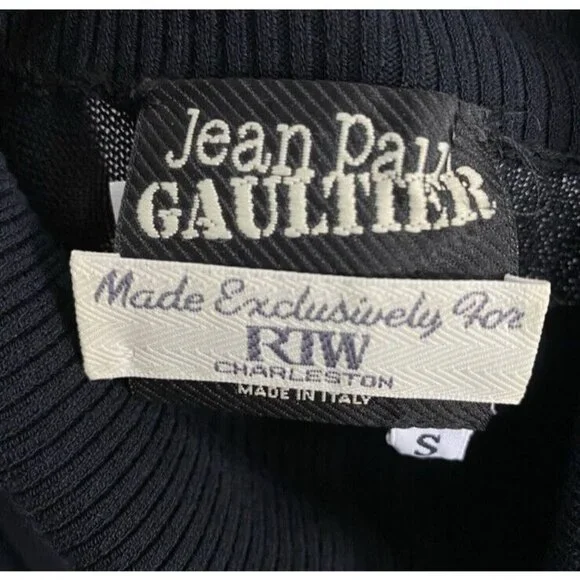 Jean Paul
GAULTIER
Made Exclusively For
RTW
CHARLESTON
MADE IN ITALY
S